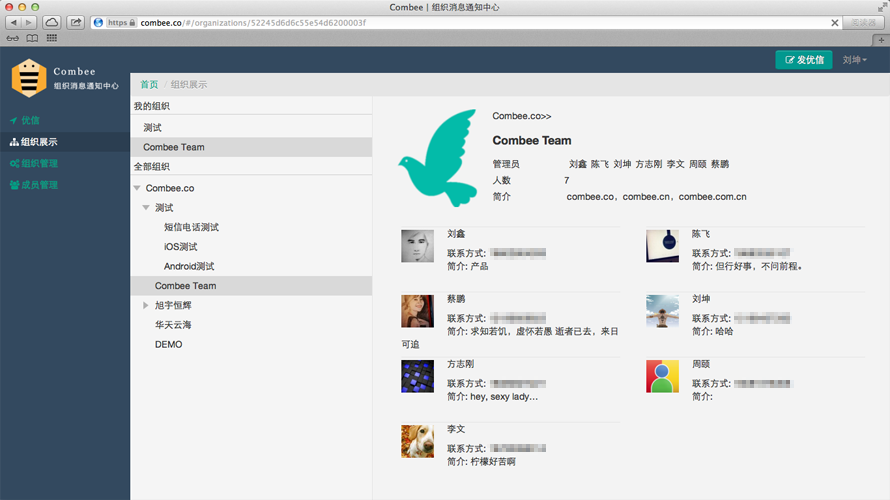 Combee | 组织消息通知中心
https combee.co/#/organizations/52245d6d6c55e54d6200003f
阅读器
Combee
组织消息通知中心
发优信
刘坤
优信
组织展示
组织管理
成员管理
首页 / 组织展示
我的组织
测试
Combee Team
全部组织
Combee.co
测试
短信电话测试
iOS测试
Android测试
Combee Team
旭宇恒辉
华天云海
DEMO
Combee.co>>
Combee Team
管理员 刘鑫 陈飞 刘坤 方志刚 李文 周颐 蔡鹏
人数 7
简介 combee.co，combee.cn，combee.com.cn
刘鑫
联系方式:
简介: 产品
陈飞
联系方式:
简介: 但行好事，不问前程。
蔡鹏
联系方式:
简介: 求知若饥，虚怀若愚 逝者已去，来日
可追
刘坤
联系方式:
简介: 哈哈
方志刚
联系方式:
简介: hey, sexy lady...
周颐
联系方式:
简介:
李文
联系方式:
简介: 柠檬好苦啊